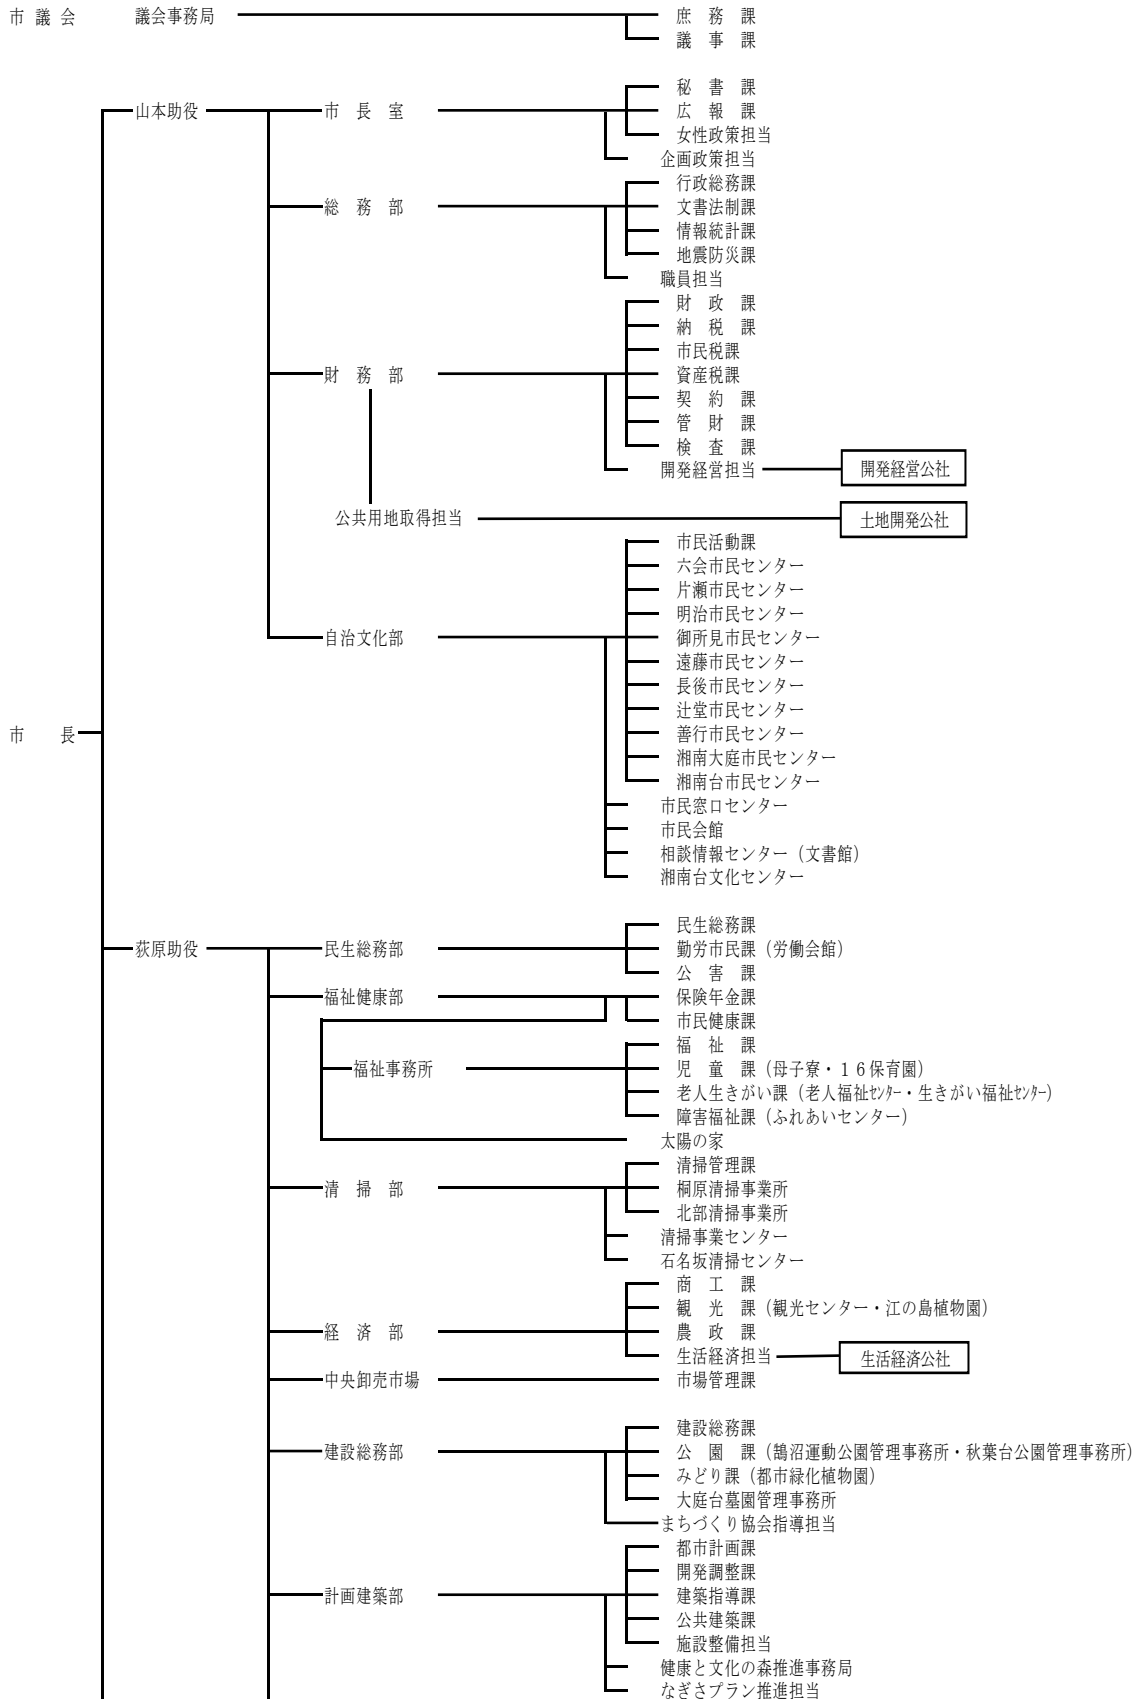 市議会 議会事務局 庶務課
議事課
秘書課
山本助役 市長室 広報課
女性政策担当
企画政策担当
行政総務課
総務部 文書法制課
情報統計課
地震防災課
職員担当
財政課
納税課
市民税課
財務部 資産税課
契約課
管財課
検査課
開発経営担当 開発経営公社
公共用地取得担当 土地開発公社
市民活動課
六会市民センター
片瀬市民センター
明治市民センター
自治文化部 御所見市民センター
遠藤市民センター
長後市民センター
辻堂市民センター
市長 善行市民センター
湘南大庭市民センター
湘南台市民センター
市民窓口センター
市民会館
相談情報センター（文書館）
湘南台文化センター
民生総務課
荻原助役 民生総務部 勤労市民課（労働会館）
公害課
福祉健康部 保険年金課
市民健康課
福祉課
福祉事務所 児童課（母子寮・１６保育園）
老人生きがい課（老人福祉ｾﾝﾀｰ・生きがい福祉ｾﾝﾀｰ）
障害福祉課（ふれあいセンター）
太陽の家
清掃管理課
清掃部 桐原清掃事業所
北部清掃事業所
清掃事業センター
石名坂清掃センター
商工課
観光課（観光センター・江の島植物園）
経済部 農政課
生活経済担当 生活経済公社
中央卸売市場 市場管理課
建設総務課
建設総務部 公園課（鵠沼運動公園管理事務所・秋葉台公園管理事務所）
みどり課（都市緑化植物園）
大庭台墓園管理事務所
まちづくり協会指導担当
都市計画課
開発調整課
計画建築部 建築指導課
公共建築課
施設整備担当
健康と文化の森推進事務局
なぎさプラン推進担当